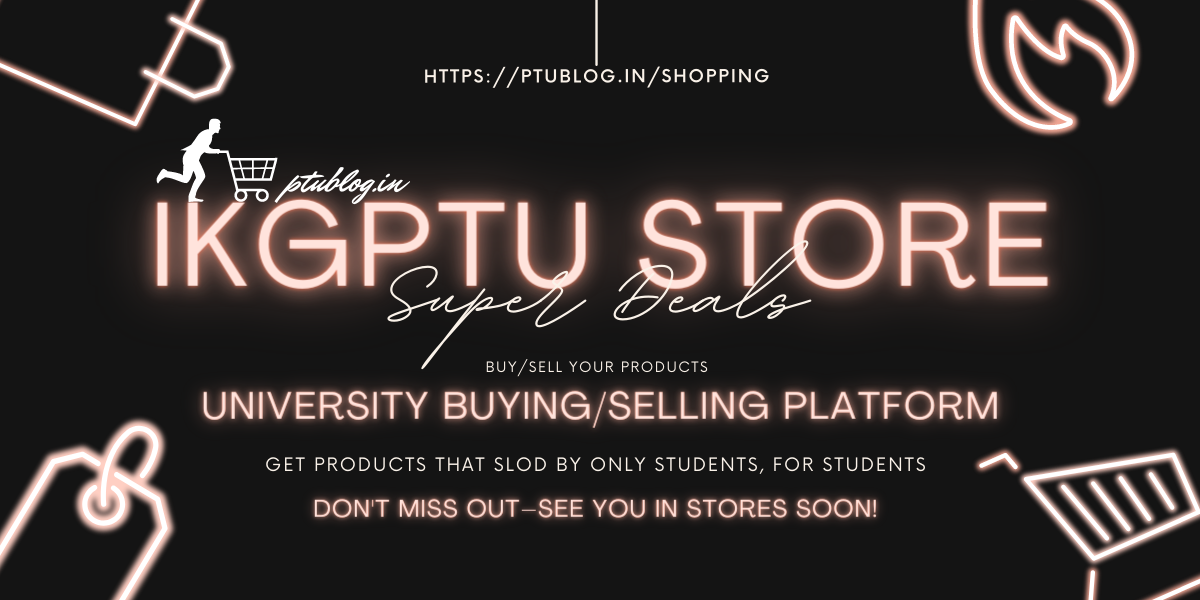 HTTPS://PTUBLOG.IN/SHOPPING
ptublog.in
IKGPTU STORE
Super Deals
BUY/SELL YOUR PRODUCTS
UNIVERSITY BUYING/SELLING PLATFORM
GET PRODUCTS THAT SLOD BY ONLY STUDENTS, FOR STUDENTS
DON'T MISS OUT—SEE YOU IN STORES SOON!